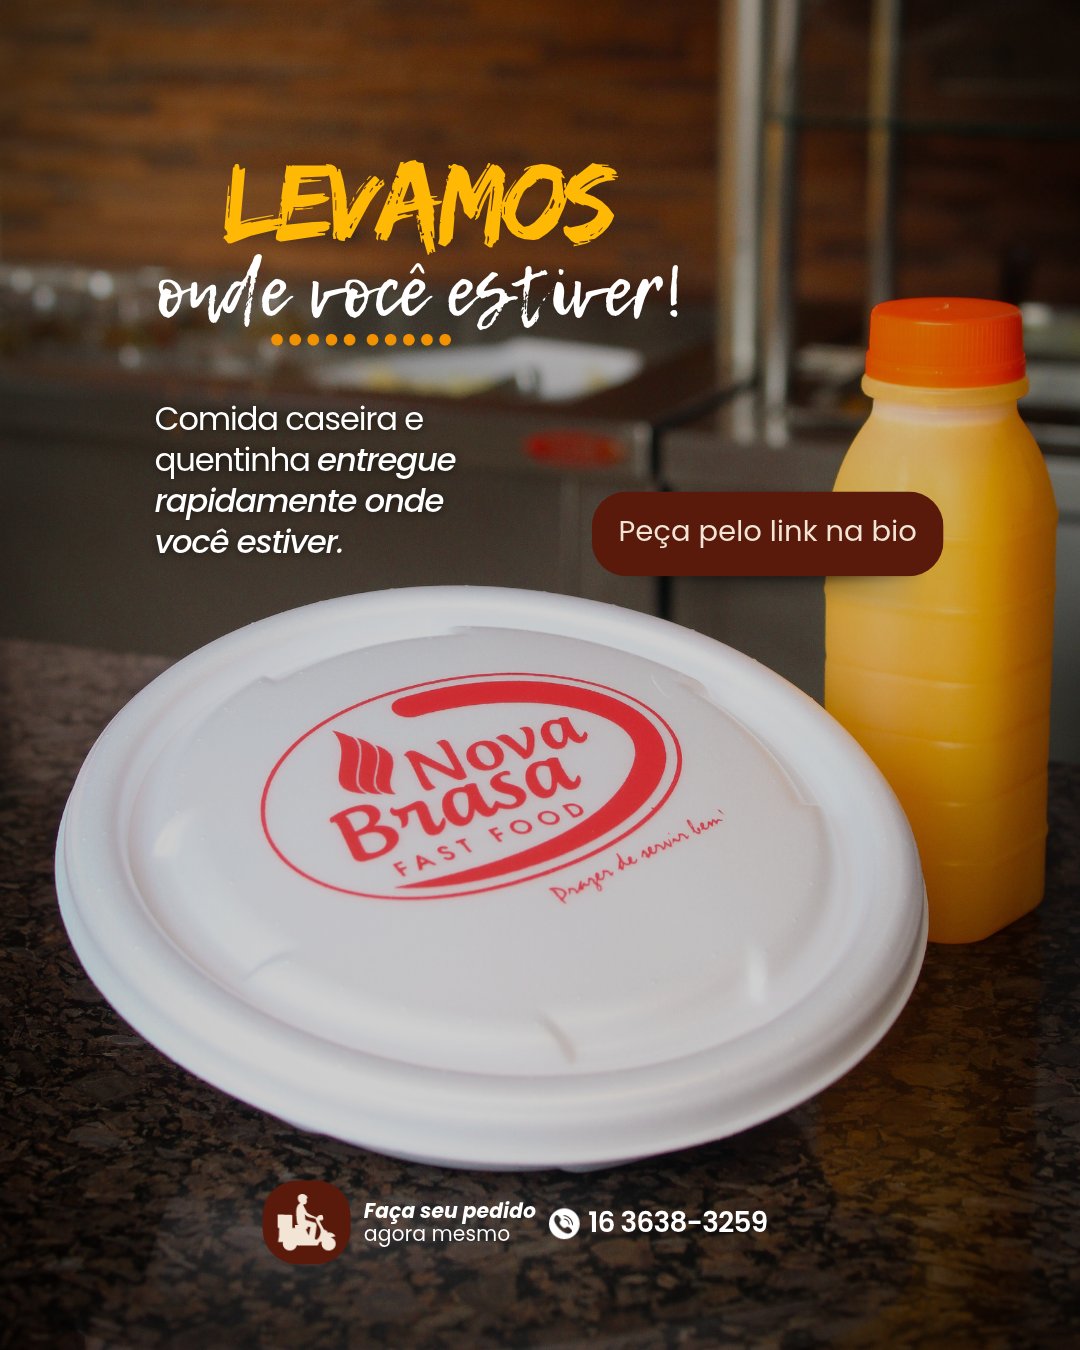 LEVAMOS
onde você estiver!
Comida caseira e
quentinha entregue
rapidamente onde
você estiver.
Peça pelo link na bio
Nova
Brasa
FAST FOOD
Prazer de servir bem'
Faça seu pedido
agora mesmo
16 3638-3259